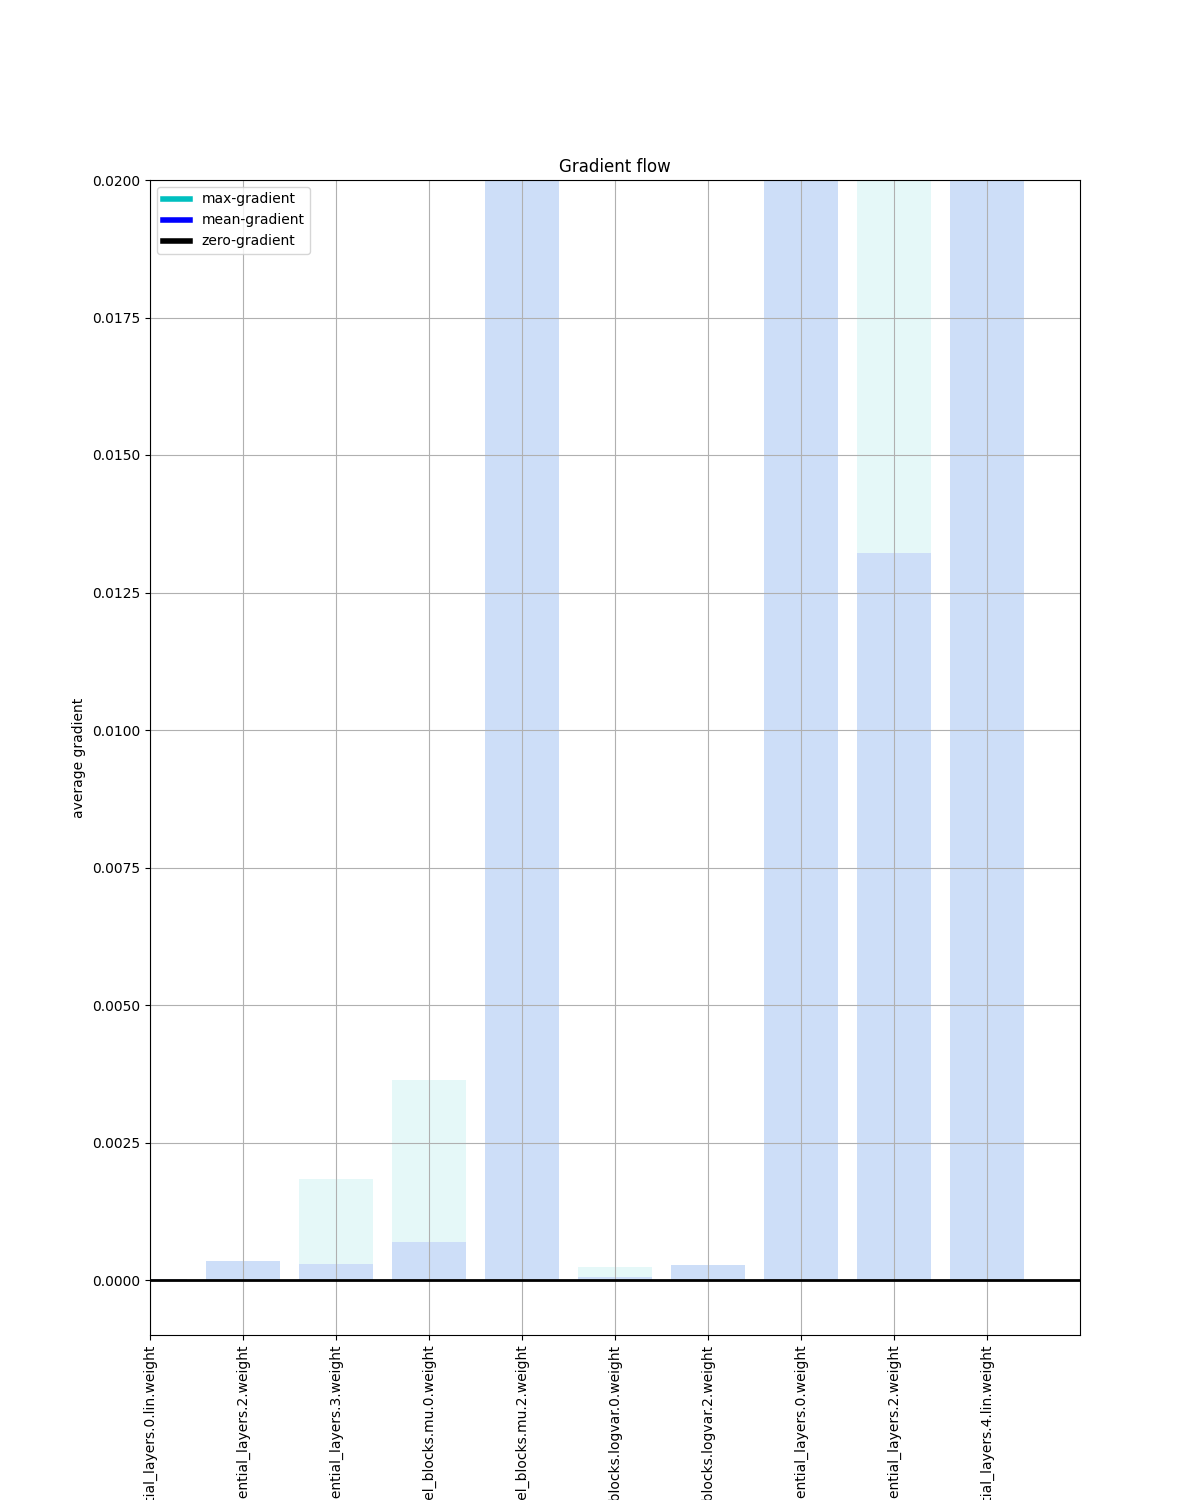 Gradient flow
max-gradient
mean-gradient
zero-gradient
0.0200
0.0175
0.0150
0.0125
0.0100
0.0075
0.0050
0.0025
0.0000
average gradient
tial_layers.0.lin.weight
ential_layers.2.weight
ential_layers.3.weight
el_blocks.mu.0.weight
el_blocks.mu.2.weight
blocks.logvar.0.weight
blocks.logvar.2.weight
ential_layers.0.weight
ential_layers.2.weight
tial_layers.4.lin.weight